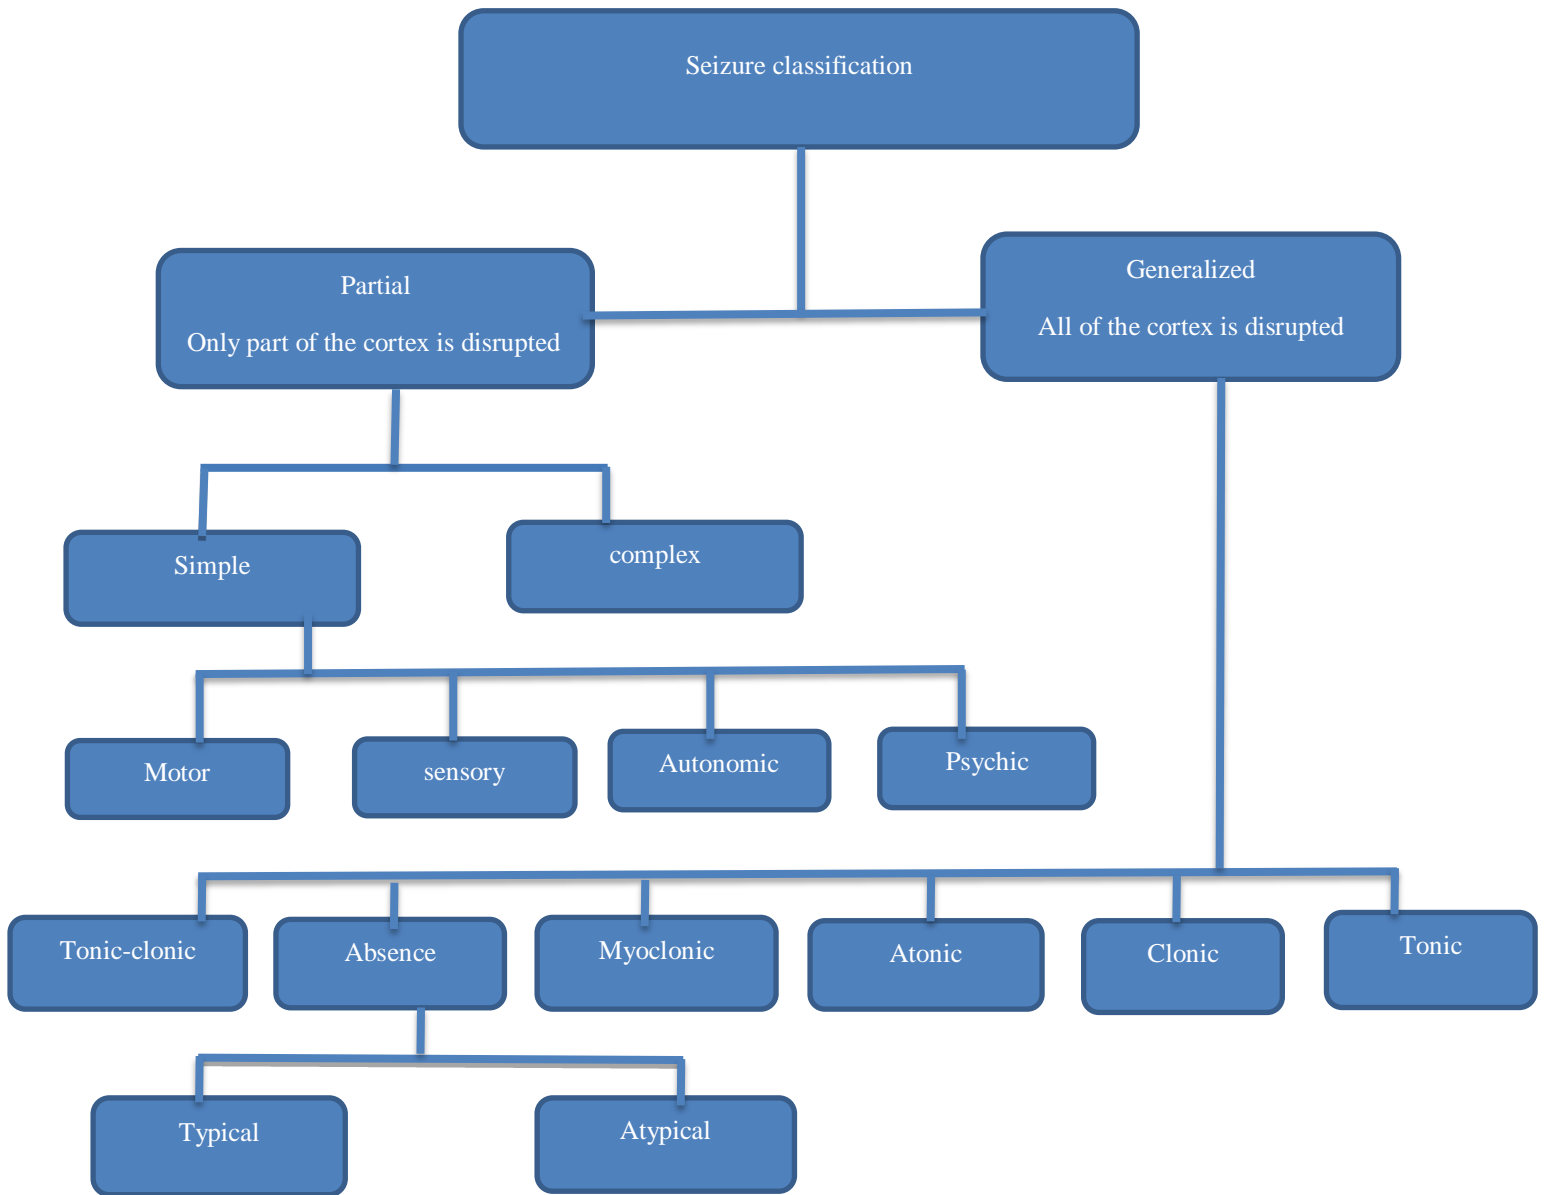 Seizure classification
Partial
Only part of the cortex is disrupted
Generalized
All of the cortex is disrupted
Simple
complex
Motor
sensory
Autonomic
Psychic
Tonic-clonic
Absence
Myoclonic
Atonic
Clonic
Tonic
Typical
Atypical